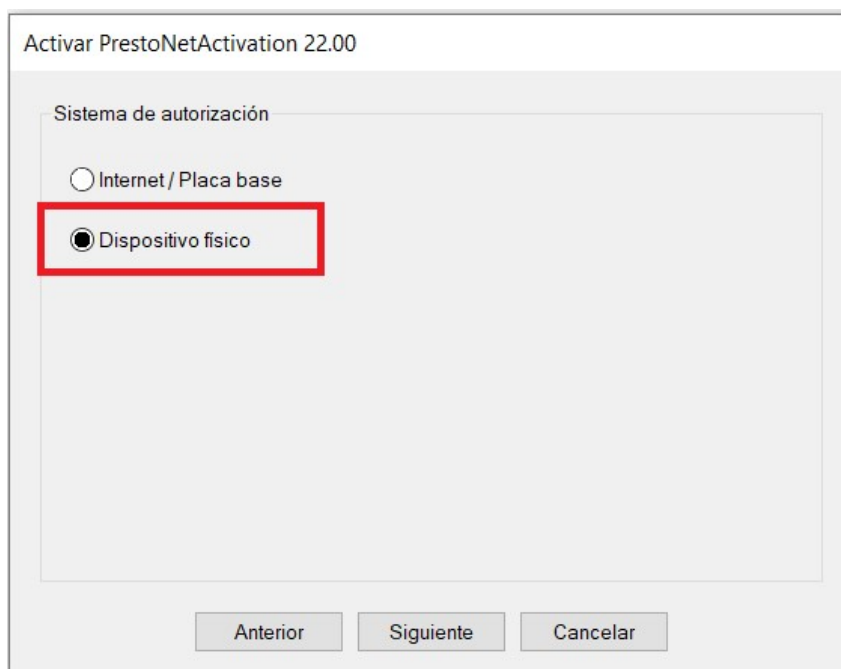 Activar PrestoNetActivation 22.00
Sistema de autorización
Internet / Placa base
Dispositivo físico
Anterior Siguiente Cancelar